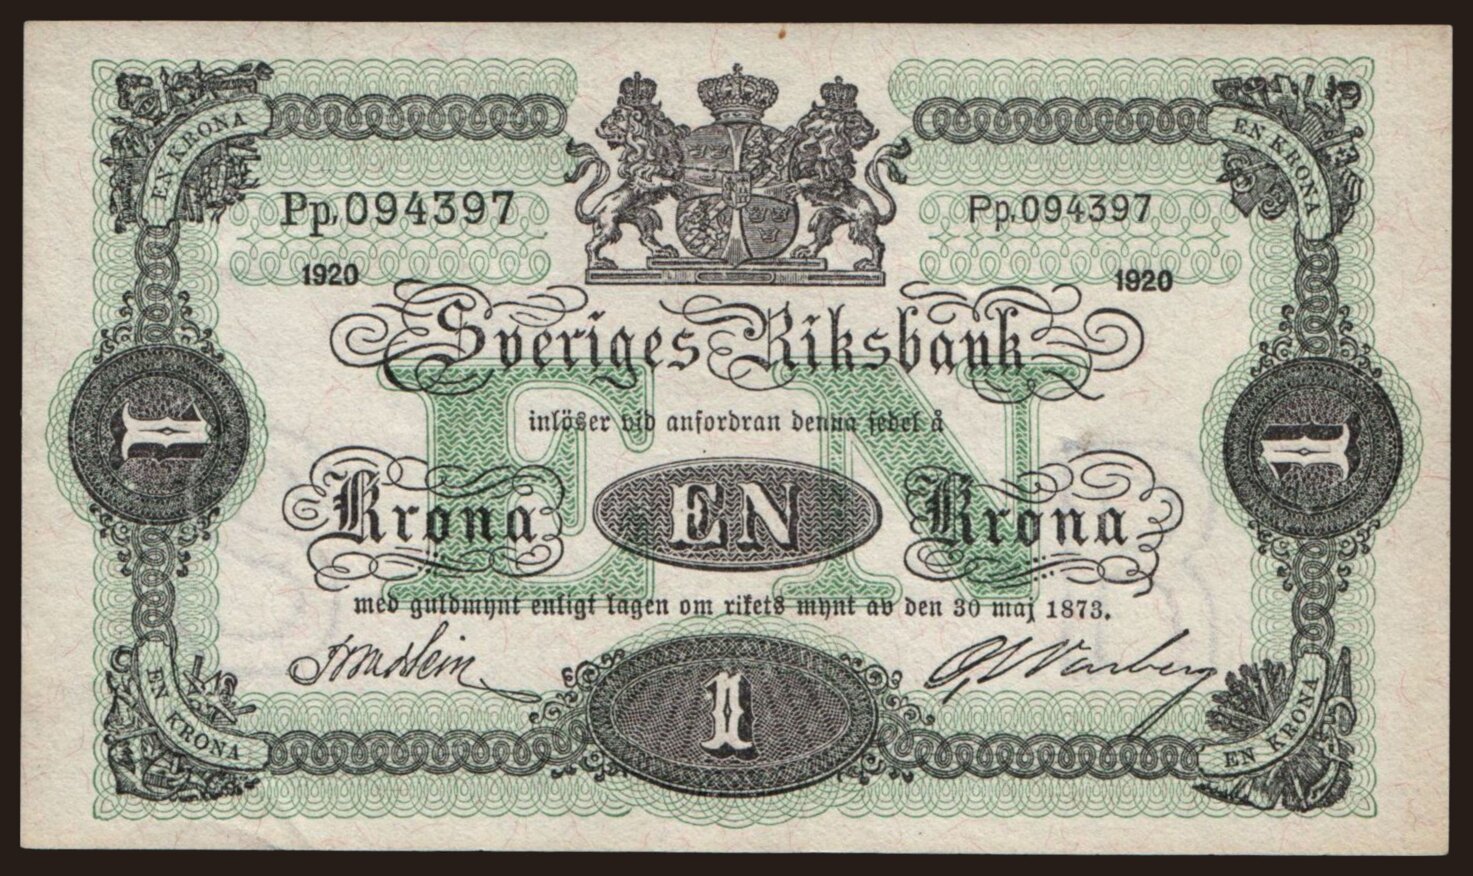 EN KRONA
EN KRONA
Pp,094397 Pp,094397
1920 1920
Sveriges Riksbank
EN
inlöser vid anfordran denna sedel å
1 1
Krona EN Krona
med guldmynt enligt lagen om rikets mynt av den 30 maj 1873.
1
EN KRONA
EN KRONA